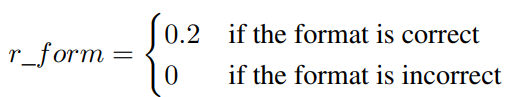 r_form = { 0.2 if the format is correct
0 if the format is incorrect